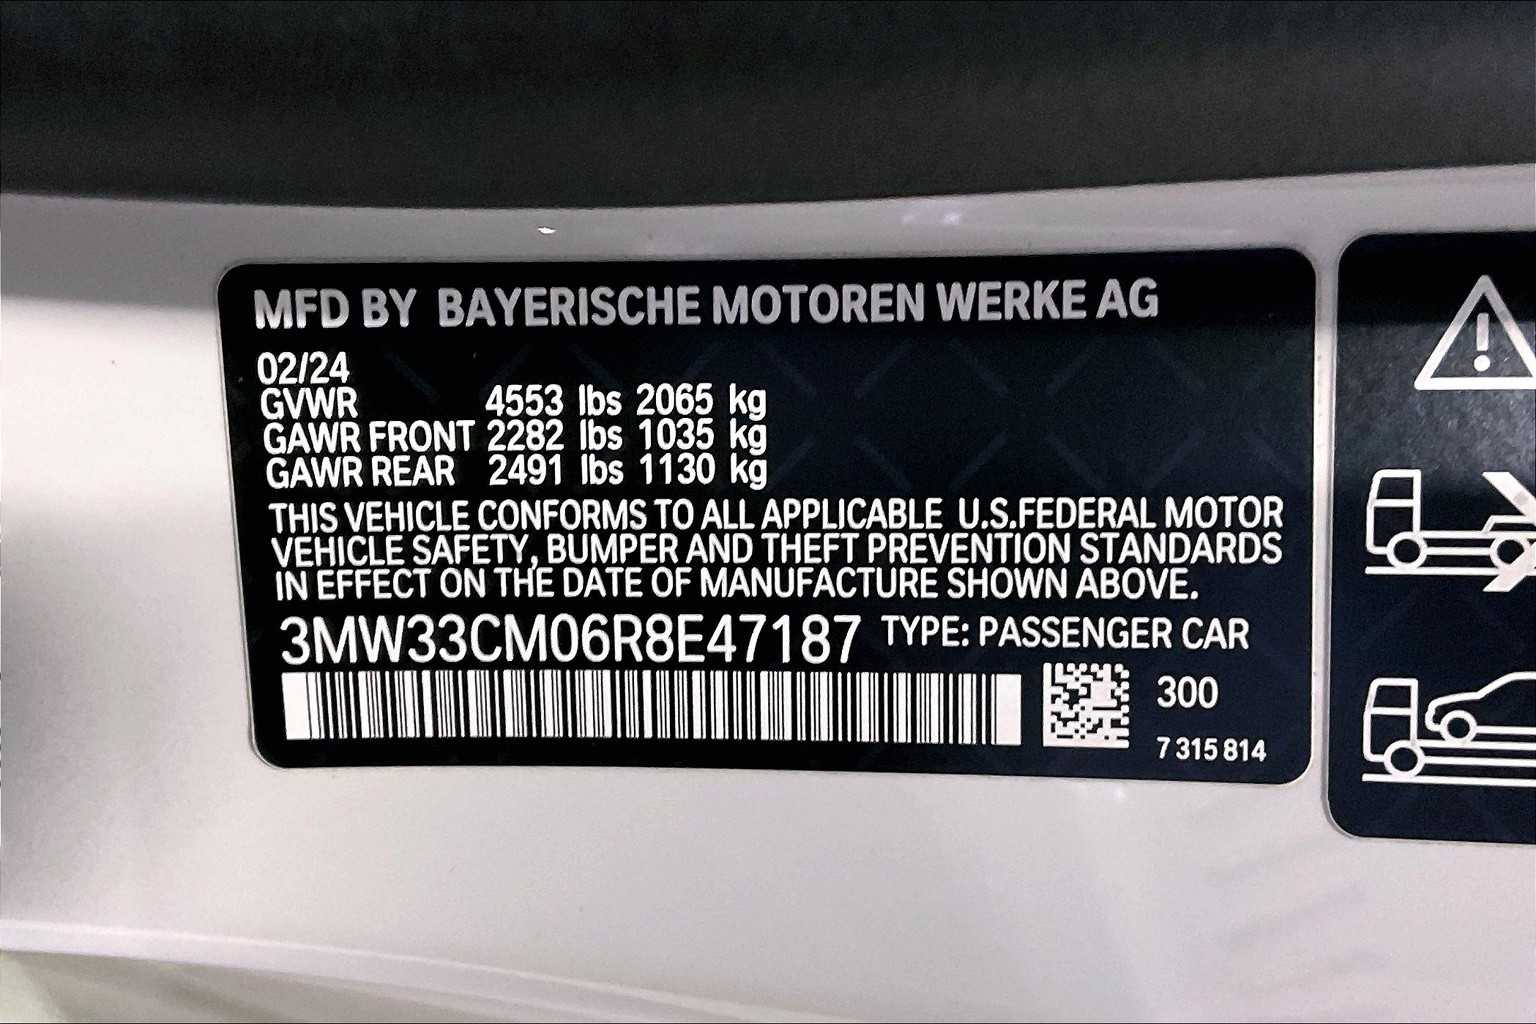 MFD BY BAYERISCHE MOTOREN WERKE AG
02/24
GVWR 4553 lbs 2065 kg
GAWR FRONT 2282 lbs 1035 kg
GAWR REAR 2491 lbs 1130 kg
THIS VEHICLE CONFORMS TO ALL APPLICABLE U.S.FEDERAL MOTOR
VEHICLE SAFETY, BUMPER AND THEFT PREVENTION STANDARDS
IN EFFECT ON THE DATE OF MANUFACTURE SHOWN ABOVE.
3MW33CM06R8E47187 TYPE: PASSENGER CAR
300
7 315 814